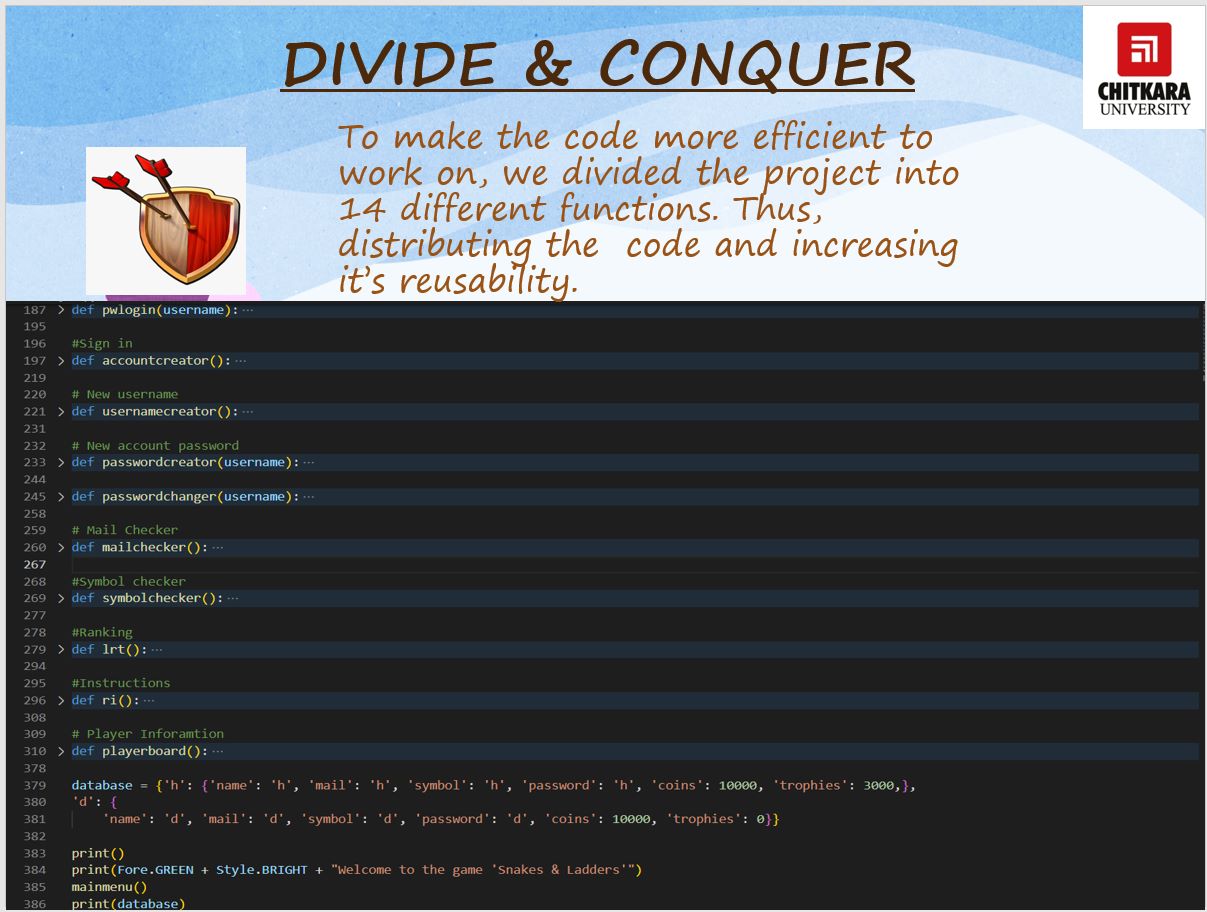 DIVIDE & CONQUER
CHITKARA
UNIVERSITY
To make the code more efficient to
work on, we divided the project into
14 different functions. Thus,
distributing the  code and increasing
it’s reusability.
187 > def pwlogin(username): ···
195
196 #Sign in
197 > def accountcreator(): ···
219
220 # New username
221 > def usernamecreator(): ···
231
232 # New account password
233 > def passwordcreator(username): ···
244
245 > def passwordchanger(username): ···
258
259 # Mail Checker
260 > def mailchecker(): ···
267
268 #Symbol checker
269 > def symbolchecker(): ···
277
278 #Ranking
279 > def lrt(): ···
294
295 #Instructions
296 > def ri(): ···
308
309 # Player Inforamtion
310 > def playerboard(): ···
378
379 database = {'h': {'name': 'h', 'mail': 'h', 'symbol': 'h', 'password': 'h', 'coins': 10000, 'trophies': 3000,},
380 'd': {
381     'name': 'd', 'mail': 'd', 'symbol': 'd', 'password': 'd', 'coins': 10000, 'trophies': 0}}
382
383 print()
384 print(Fore.GREEN + Style.BRIGHT + "Welcome to the game 'Snakes & Ladders'")
385 mainmenu()
386 print(database)